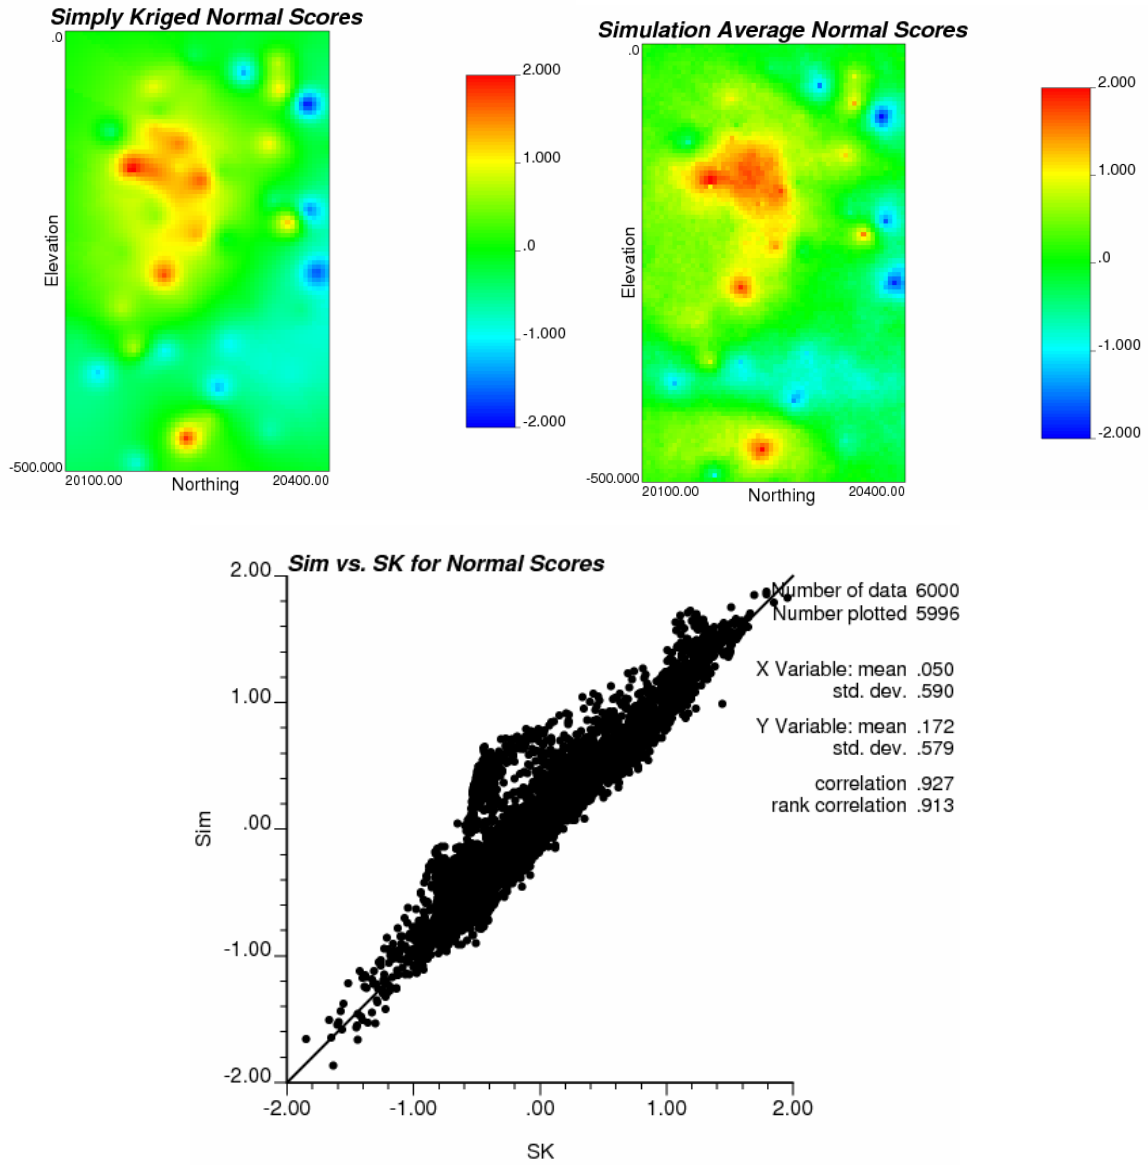 Simply Kriged Normal Scores
.0
Elevation
-500.000
20100.00
Northing
20400.00
2.000
1.000
.0
-1.000
-2.000
Simulation Average Normal Scores
.0
Elevation
-500.000
20100.00
Northing
20400.00
2.000
1.000
.0
-1.000
-2.000
Sim vs. SK for Normal Scores
2.00
1.00
.00
-1.00
-2.00
Sim
-2.00
-1.00
.00
1.00
2.00
SK
Number of data 6000
Number plotted 5996
X Variable: mean .050
std. dev. .590
Y Variable: mean .172
std. dev. .579
correlation .927
rank correlation .913